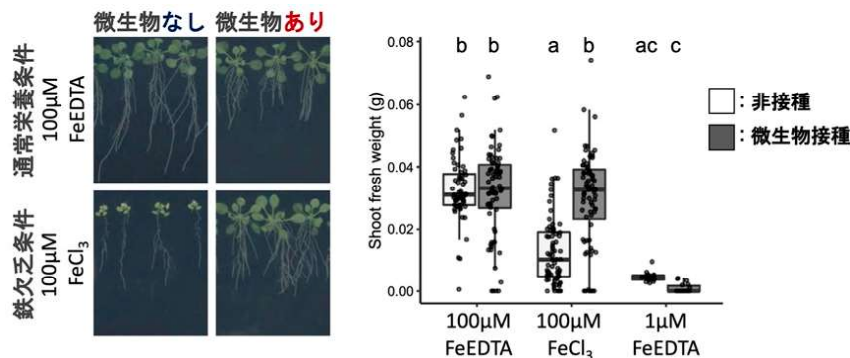 微生物なし 微生物あり
通常栄養条件
100μM
FeEDTA
鉄欠乏条件
100μM
FeCl3
Shoot fresh weight (g)
0.08
0.06
0.04
0.02
0.00
b b a b ac c
100μM
FeEDTA
100μM
FeCl3
1μM
FeEDTA
: 非接種
: 微生物接種